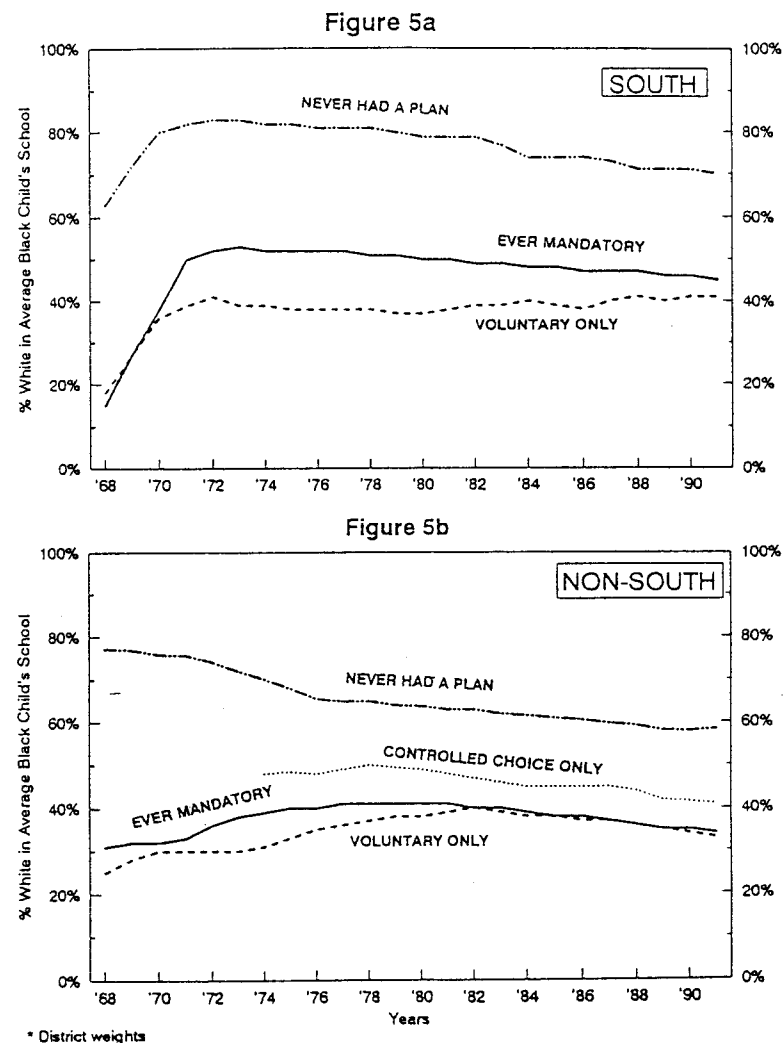 Figure 5a
100%
80%
60%
40%
20%
0%
% White in Average Black Child's School
SOUTH
NEVER HAD A PLAN
EVER MANDATORY
VOLUNTARY ONLY
100%
80%
60%
40%
20%
0%
'68 '70 '72 '74 '76 '78 '80 '82 '84 '86 '88 '90
Figure 5b
100%
80%
60%
40%
20%
0%
% White in Average Black Child's School
NON-SOUTH
NEVER HAD A PLAN
CONTROLLED CHOICE ONLY
EVER MANDATORY
VOLUNTARY ONLY
100%
80%
60%
40%
20%
0%
'68 '70 '72 '74 '76 '78 '80 '82 '84 '86 '88 '90
Years
* District weights